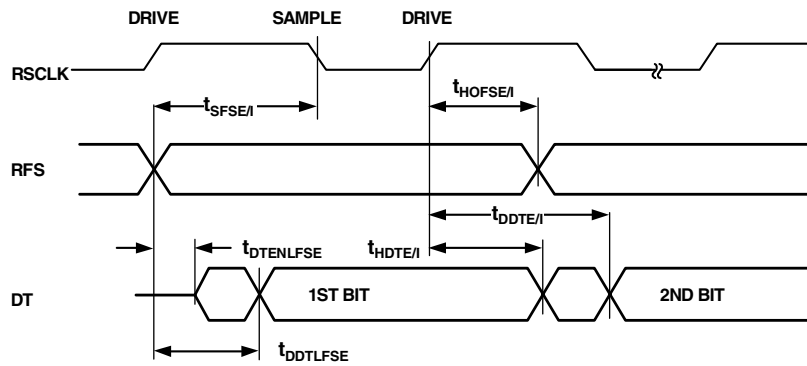 DRIVE SAMPLE DRIVE
RSCLK
tSFSE/I
tHOFSE/I
RFS
tDDTE/I
tDTENLFSE
tHDTE/I
DT
1ST BIT
2ND BIT
tDDTLFSE